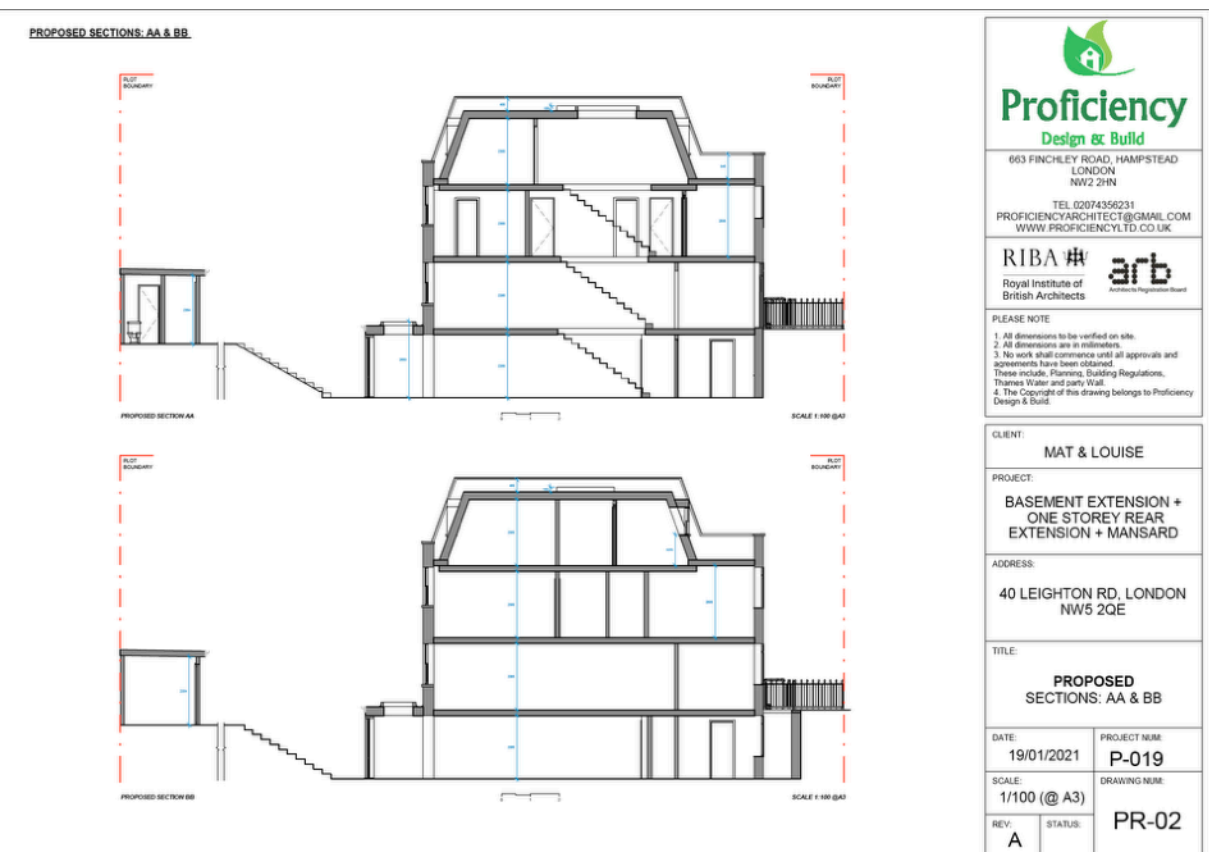 PROPOSED SECTIONS: AA & BB
PLOT
BOUNDARY
PLOT
BOUNDARY
PROPOSED SECTION AA
SCALE 1:100 @A3
PLOT
BOUNDARY
PLOT
BOUNDARY
PROPOSED SECTION BB
SCALE 1:100 @A3
Proficiency
Design & Build
663 FINCHLEY ROAD, HAMPSTEAD
LONDON
NW2 2HN
TEL.02074356231
PROFICIENCYARCHITECT@GMAIL.COM
WWW.PROFICIENCYLTD.CO.UK
RIBA
Royal Institute of
British Architects
arb
Architects Registration Board
PLEASE NOTE
1. All dimensions to be verified on site.
2. All dimensions are in milimeters.
3. No work shall commence until all approvals and
agreements have been obtained.
These include, Planning, Building Regulations,
Thames Water and party Wall.
4. The Copyright of this drawing belongs to Proficiency
Design & Build.
CLIENT:
MAT & LOUISE
PROJECT:
BASEMENT EXTENSION +
ONE STOREY REAR
EXTENSION + MANSARD
ADDRESS:
40 LEIGHTON RD, LONDON
NW5 2QE
TITLE:
PROPOSED
SECTIONS: AA & BB
DATE:
19/01/2021
PROJECT NUM:
P-019
SCALE:
1/100 (@ A3)
DRAWING NUM:
PR-02
REV:
A
STATUS: